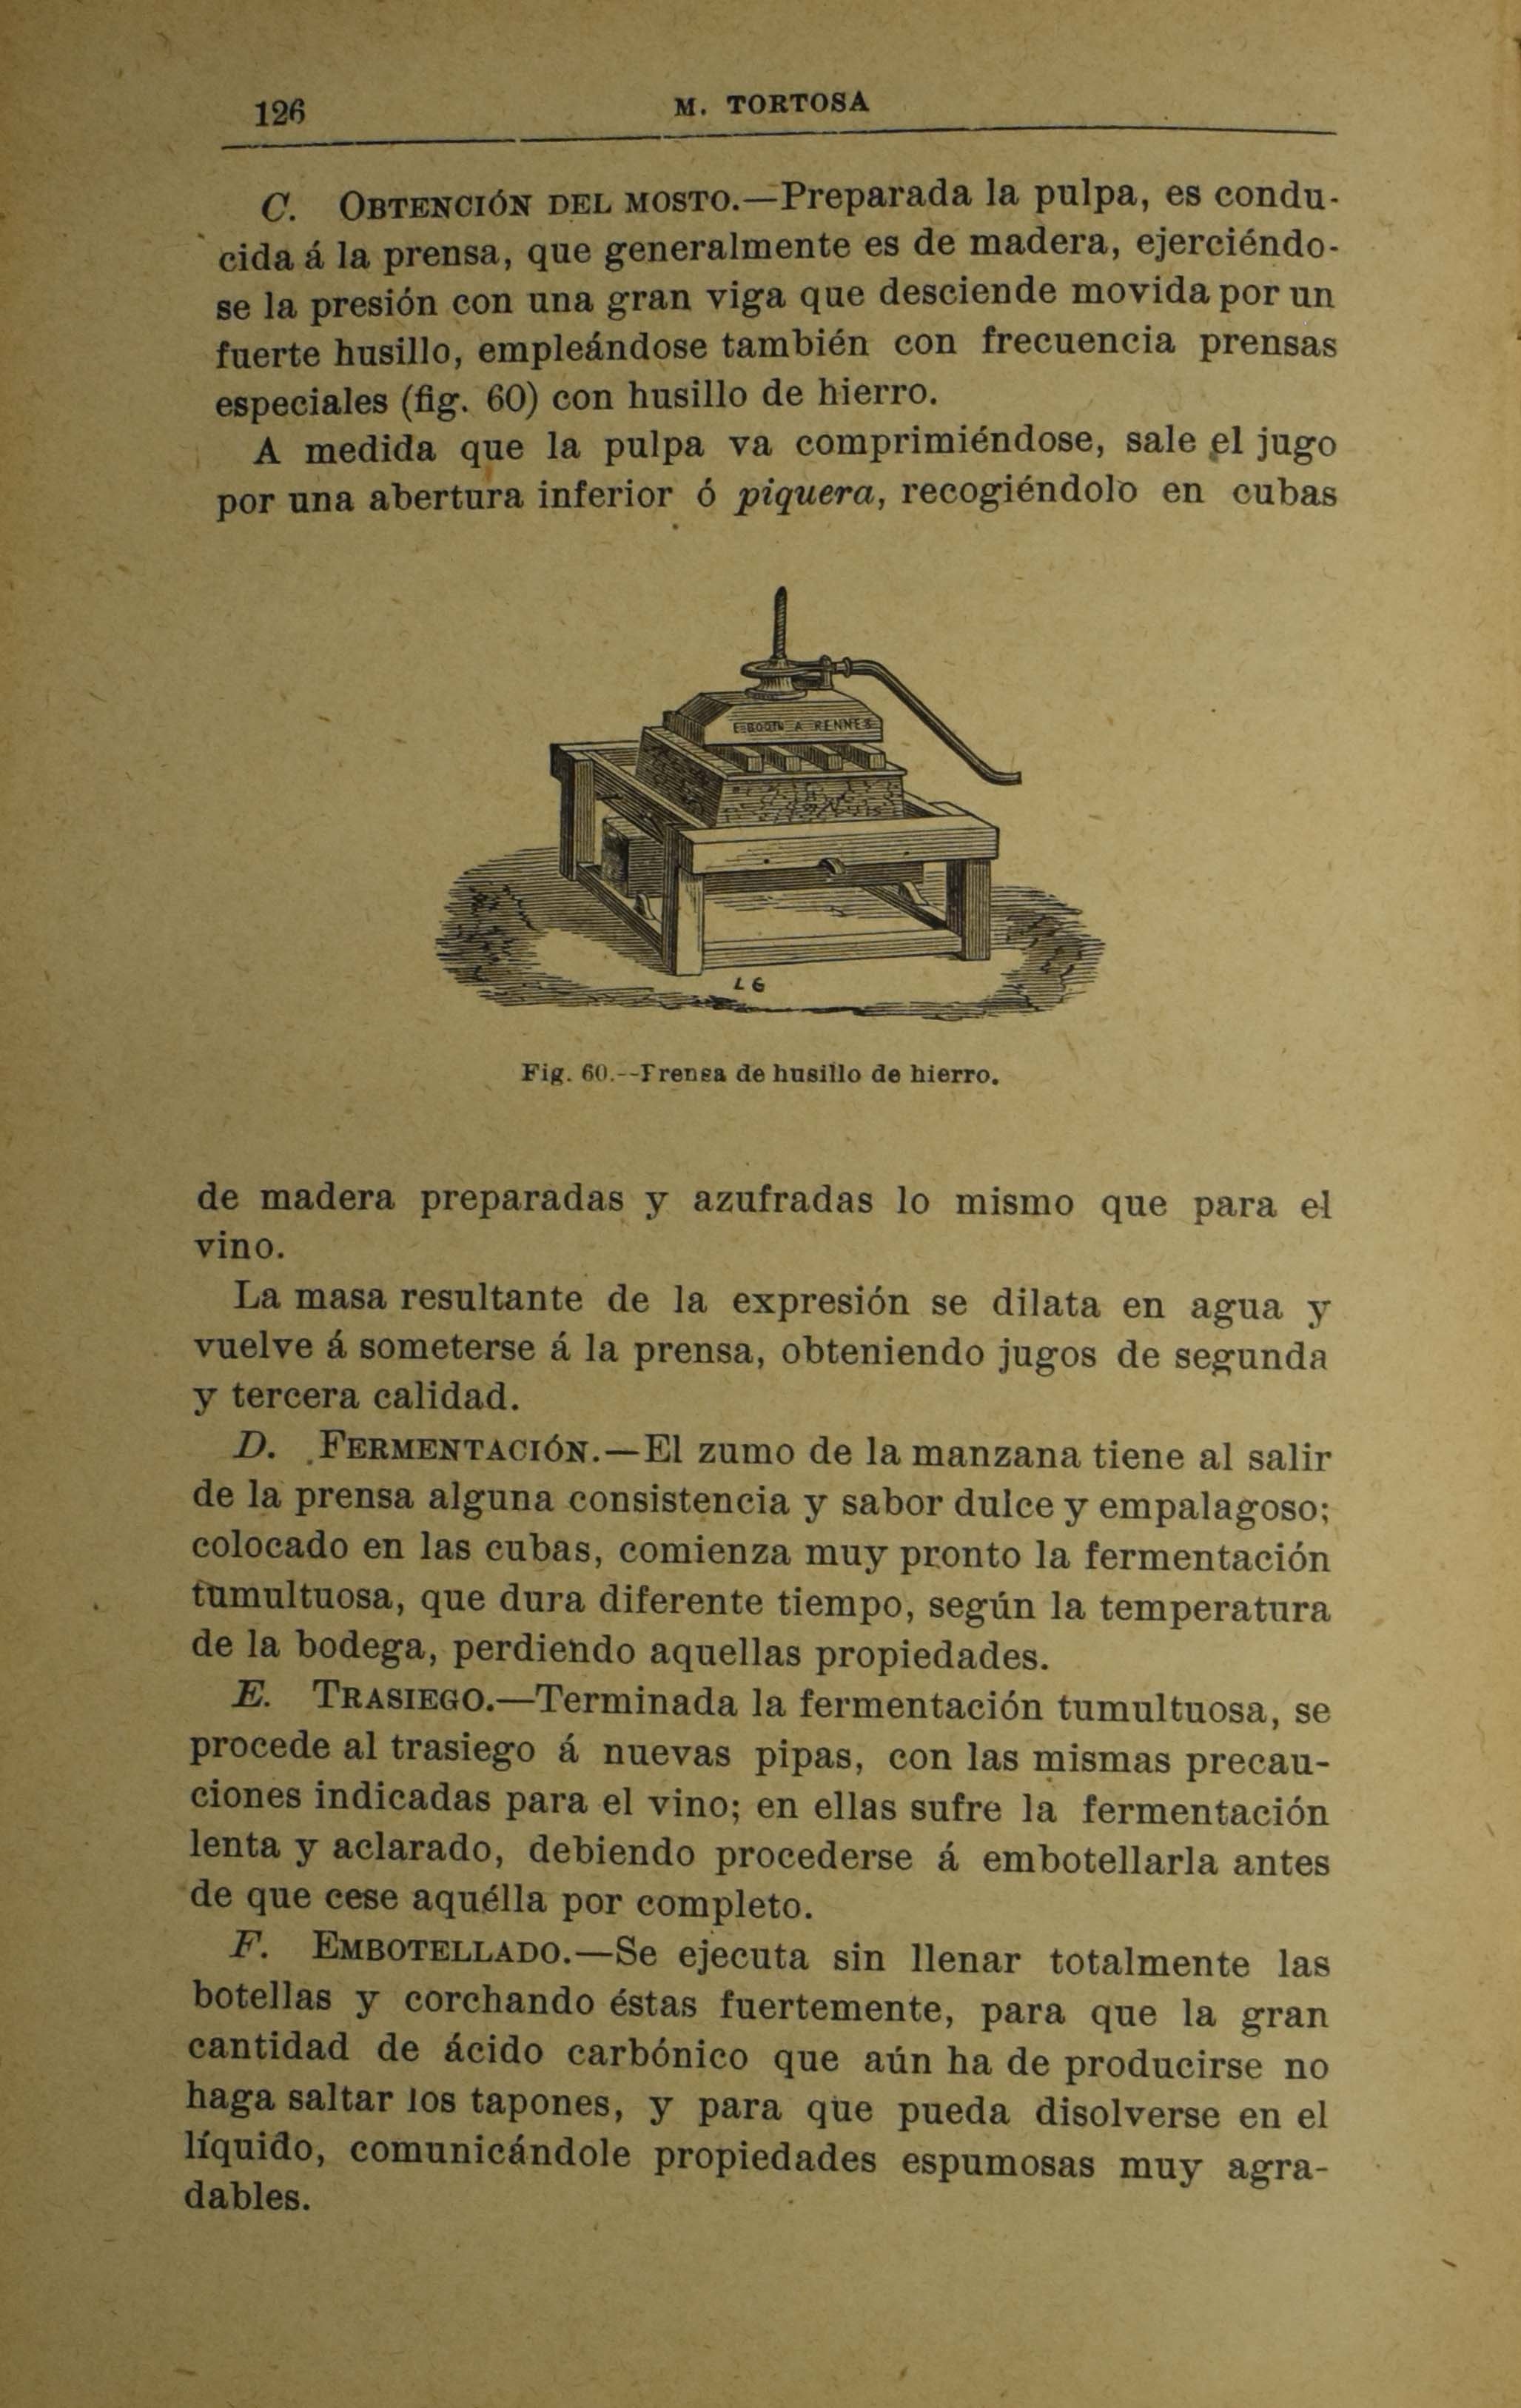 126
M. TORTOSA
C. OBTENCIÓN DEL MOSTO.—Preparada la pulpa, es condu-
cida á la prensa, que generalmente es de madera, ejerciéndo-
se la presión con una gran viga que desciende movida por un
fuerte husillo, empleándose también con frecuencia prensas
especiales (fig. 60) con husillo de hierro.
A medida que la pulpa va comprimiéndose, sale el jugo
por una abertura inferior ó piquera, recogiéndolo en cubas
A RENNES
L G
Fig. 60.--Prensa de husillo de hierro.
de madera preparadas y azufradas lo mismo que para el
vino.
La masa resultante de la expresión se dilata en agua y
vuelve á someterse á la prensa, obteniendo jugos de segunda
y tercera calidad.
D. FERMENTACIÓN.—El zumo de la manzana tiene al salir
de la prensa alguna consistencia y sabor dulce y empalagoso;
colocado en las cubas, comienza muy pronto la fermentación
tumultuosa, que dura diferente tiempo, según la temperatura
de la bodega, perdiendo aquellas propiedades.
E. TRASIEGO.—Terminada la fermentación tumultuosa, se
procede al trasiego á nuevas pipas, con las mismas precau-
ciones indicadas para el vino; en ellas sufre la fermentación
lenta y aclarado, debiendo procederse á embotellarla antes
de que cese aquélla por completo.
F. EMBOTELLADO.—Se ejecuta sin llenar totalmente las
botellas y corchando éstas fuertemente, para que la gran
cantidad de ácido carbónico que aún ha de producirse no
haga saltar los tapones, y para que pueda disolverse en el
líquido, comunicándole propiedades espumosas muy agra-
dables.